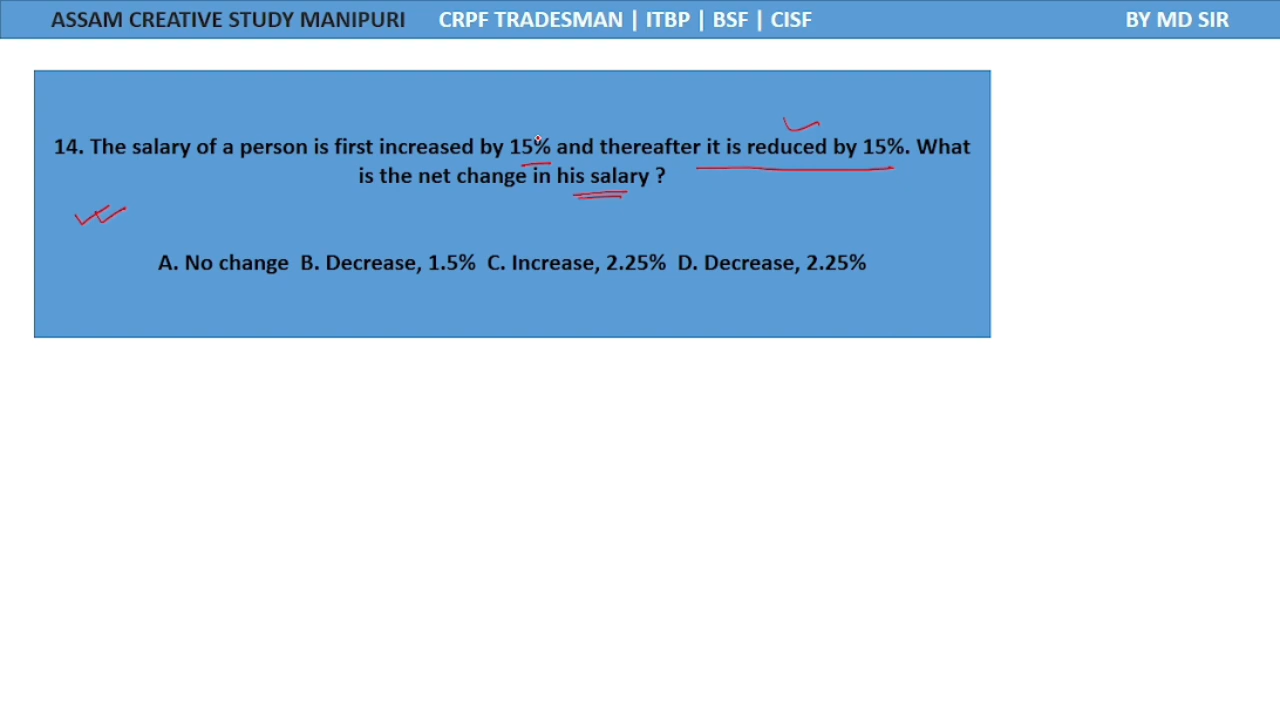 ASSAM CREATIVE STUDY MANIPURI CRPF TRADESMAN | ITBP | BSF | CISF BY MD SIR
14. The salary of a person is first increased by 15% and thereafter it is reduced by 15%. What
is the net change in his salary ?
A. No change B. Decrease, 1.5% C. Increase, 2.25% D. Decrease, 2.25%